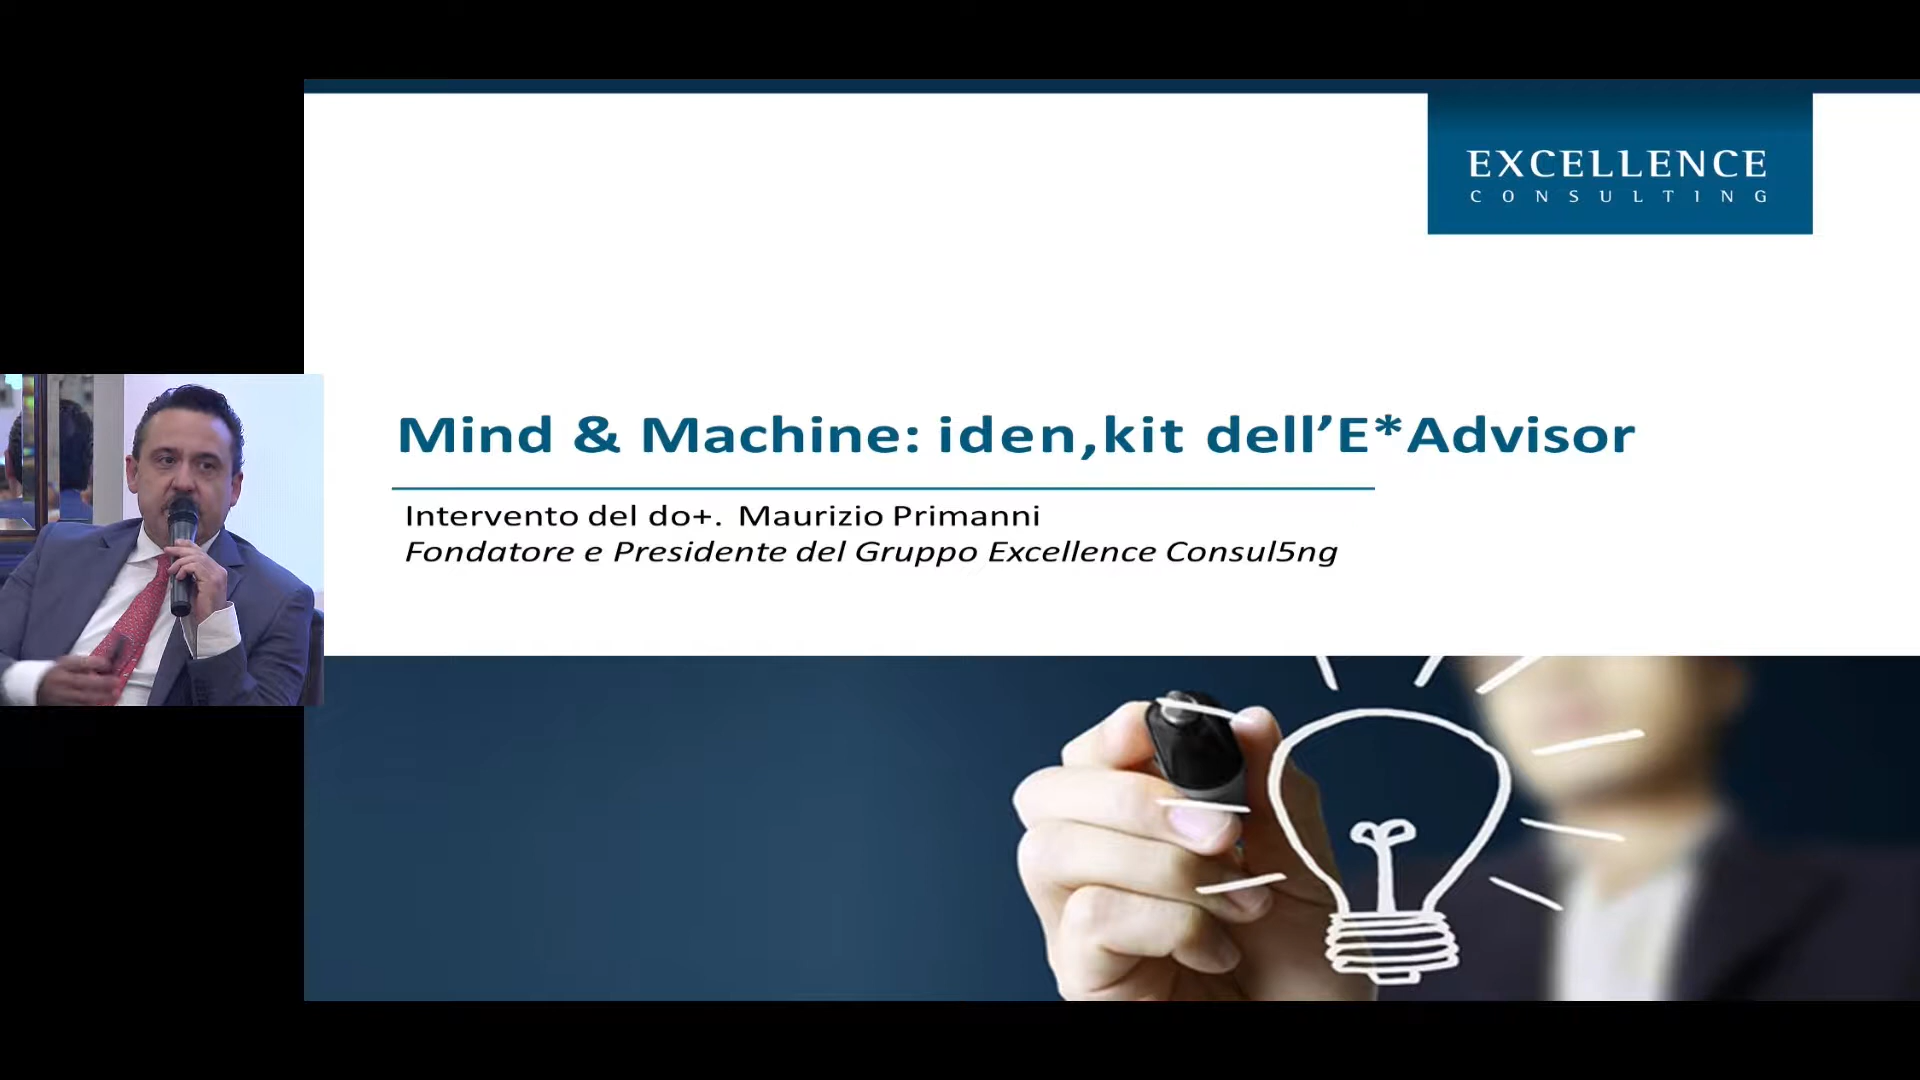 EXCELLENCE
CONSULTING
Mind & Machine: iden,kit dell’E*Advisor
Intervento del do+. Maurizio Primanni
Fondatore e Presidente del Gruppo Excellence Consul5ng